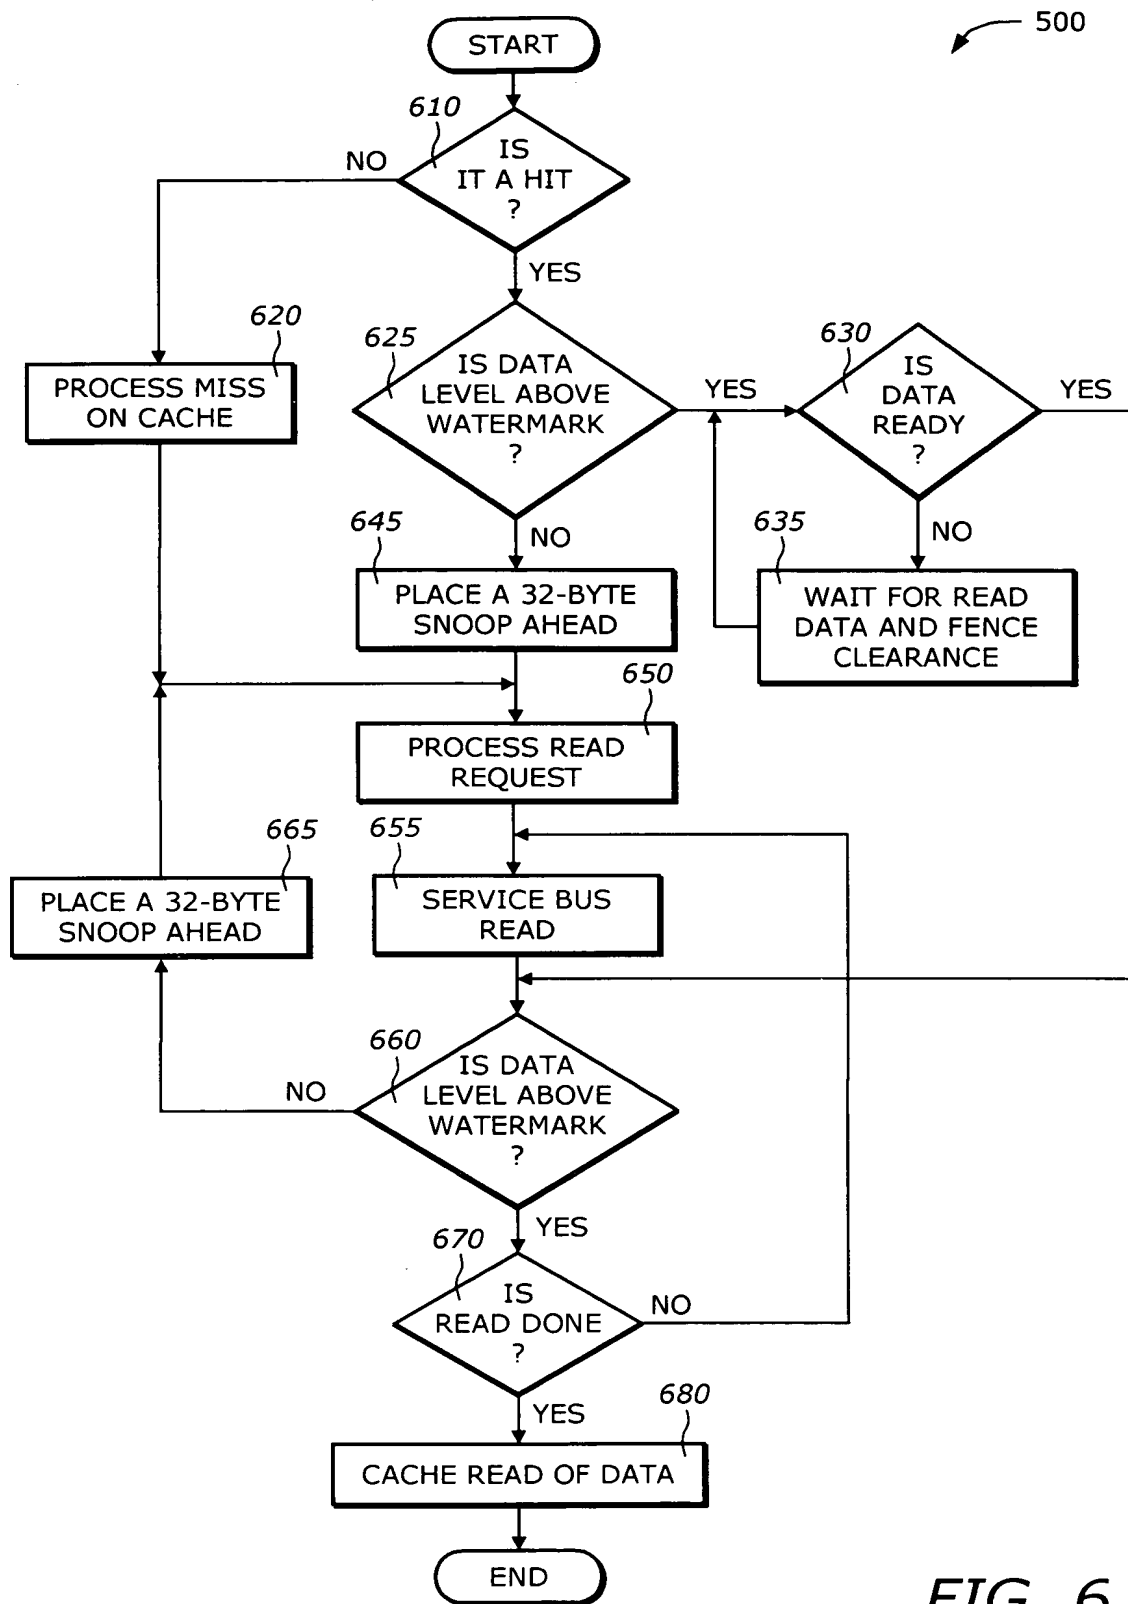 START
500
610
IS
IT A HIT
?
NO
YES
620
PROCESS MISS
ON CACHE
625
IS DATA
LEVEL ABOVE
WATERMARK
?
YES
630
IS
DATA
READY
?
YES
NO
NO
645
PLACE A 32-BYTE
SNOOP AHEAD
635
WAIT FOR READ
DATA AND FENCE
CLEARANCE
650
PROCESS READ
REQUEST
665
PLACE A 32-BYTE
SNOOP AHEAD
655
SERVICE BUS
READ
660
IS DATA
LEVEL ABOVE
WATERMARK
?
NO
YES
670
IS
READ DONE
?
NO
YES
680
CACHE READ OF DATA
END
FIG. 6